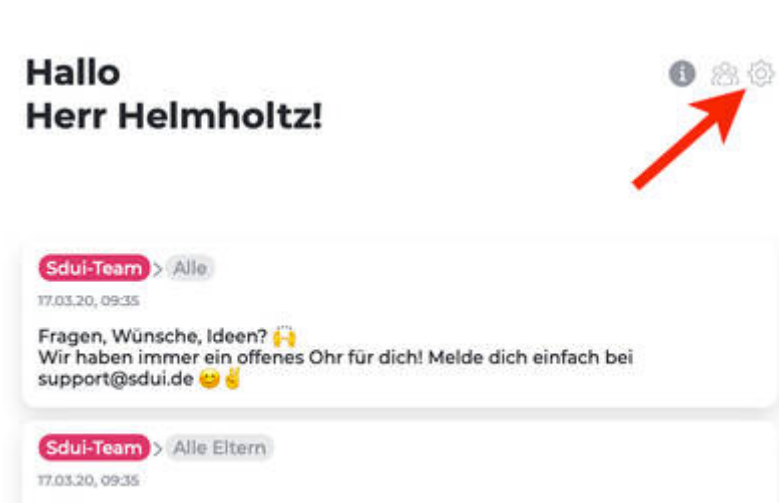 Hallo
Herr Helmholtz!
Sdui-Team > Alle
17.03.20, 09:35
Fragen, Wünsche, Ideen? 🙌
Wir haben immer ein offenes Ohr für dich! Melde dich einfach bei
support@sdui.de 😊✌️
Sdui-Team > Alle Eltern
17.03.20, 09:35